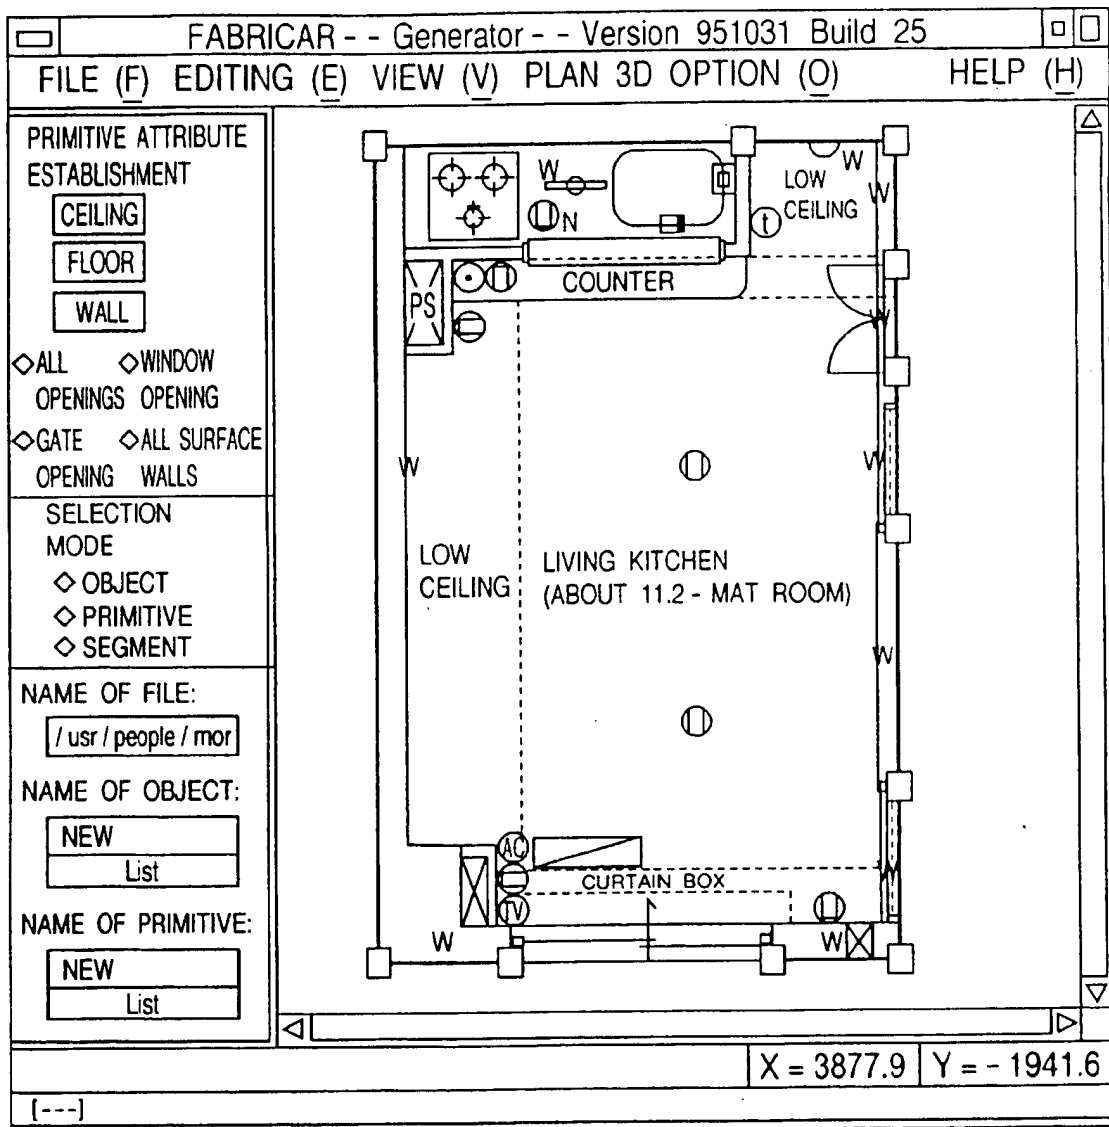 FABRICAR - - Generator - - Version 951031 Build 25
FILE (F) EDITING (E) VIEW (V) PLAN 3D OPTION (O) HELP (H)
PRIMITIVE ATTRIBUTE
ESTABLISHMENT
CEILING
FLOOR
WALL
◇ALL ◇WINDOW
OPENINGS OPENING
◇GATE ◇ALL SURFACE
OPENING WALLS
SELECTION
MODE
◇ OBJECT
◇ PRIMITIVE
◇ SEGMENT
NAME OF FILE:
/ usr / people / mor
NAME OF OBJECT:
NEW
List
NAME OF PRIMITIVE:
NEW
List
W
W
LOW
CEILING
W
N
t
COUNTER
PS
W
W
W
LOW
CEILING
LIVING KITCHEN
(ABOUT 11.2 - MAT ROOM)
W
AC
CURTAIN BOX
W
TV
W
W
X = 3877.9
Y = - 1941.6
[---]